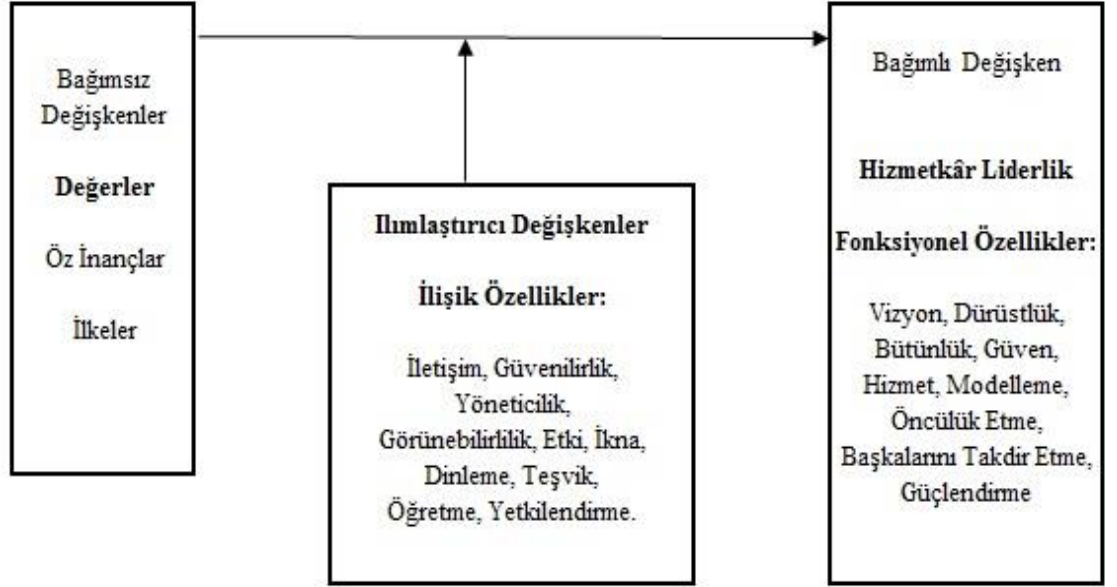 Bağımsız
Değişkenler
Değerler
Öz İnançlar
İlkeler
Ilımlaştırıcı Değişkenler
İlişik Özellikler:
İletişim, Güvenilirlik,
Yöneticilik,
Görünebilirlilik, Etki, İkna,
Dinleme, Teşvik,
Öğretme, Yetkilendirme.
Bağımlı Değişken
Hizmetkâr Liderlik
Fonksiyonel Özellikler:
Vizyon, Dürüstlük,
Bütünlük, Güven,
Hizmet, Modelleme,
Öncülük Etme,
Başkalarını Takdir Etme,
Güçlendirme